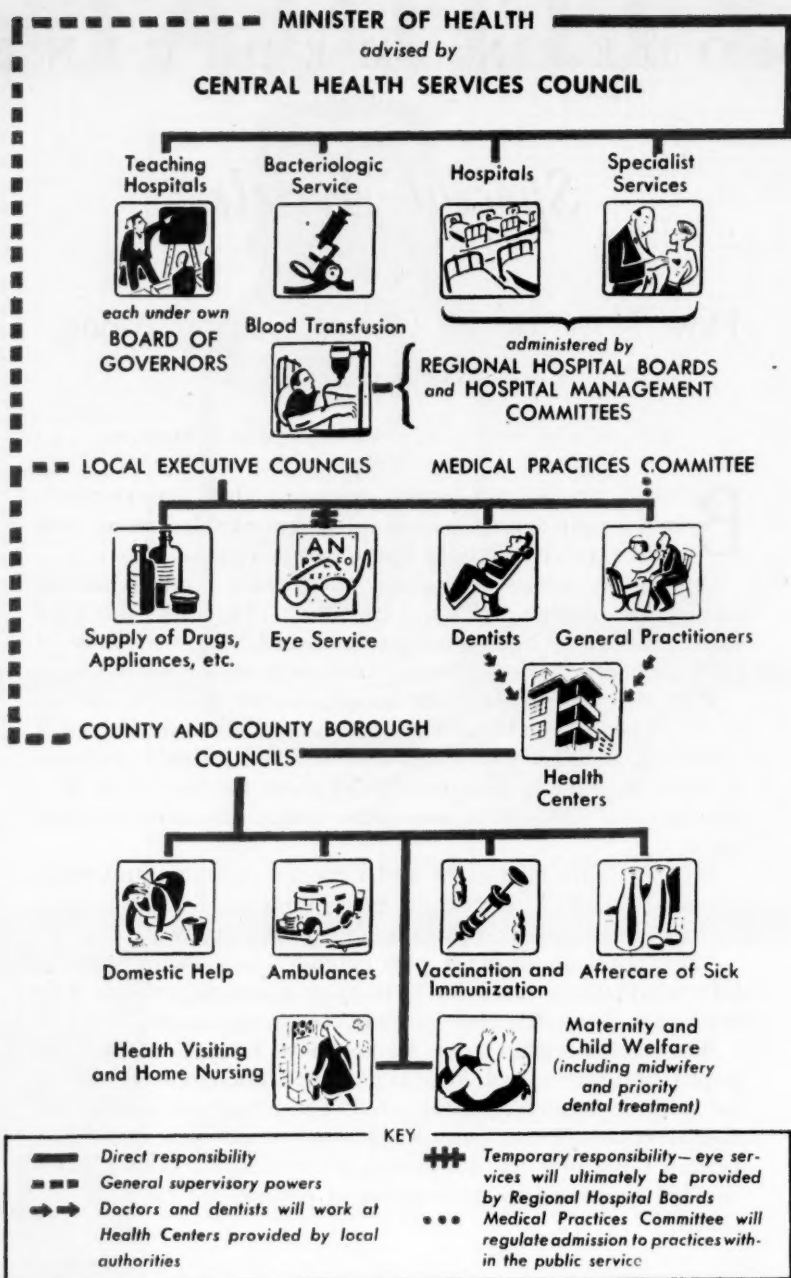 MINISTER OF HEALTH
advised by
CENTRAL HEALTH SERVICES COUNCIL
Teaching
Hospitals
Bacteriologic
Service
Hospitals
Specialist
Services
each under own
BOARD OF
GOVERNORS
Blood Transfusion
administered by
REGIONAL HOSPITAL BOARDS
and HOSPITAL MANAGEMENT
COMMITTEES
LOCAL EXECUTIVE COUNCILS
MEDICAL PRACTICES COMMITTEE
AN
Supply of Drugs,
Appliances, etc.
Eye Service
Dentists
General Practitioners
COUNTY AND COUNTY BOROUGH
COUNCILS
Health
Centers
Domestic Help
Ambulances
Vaccination and
Immunization
Aftercare of Sick
Health Visiting
and Home Nursing
Maternity and
Child Welfare
(including midwifery
and priority
dental treatment)
KEY
Direct responsibility
General supervisory powers
Doctors and dentists will work at
Health Centers provided by local
authorities
Temporary responsibility—eye ser-
vices will ultimately be provided
by Regional Hospital Boards
Medical Practices Committee will
regulate admission to practices with-
in the public service